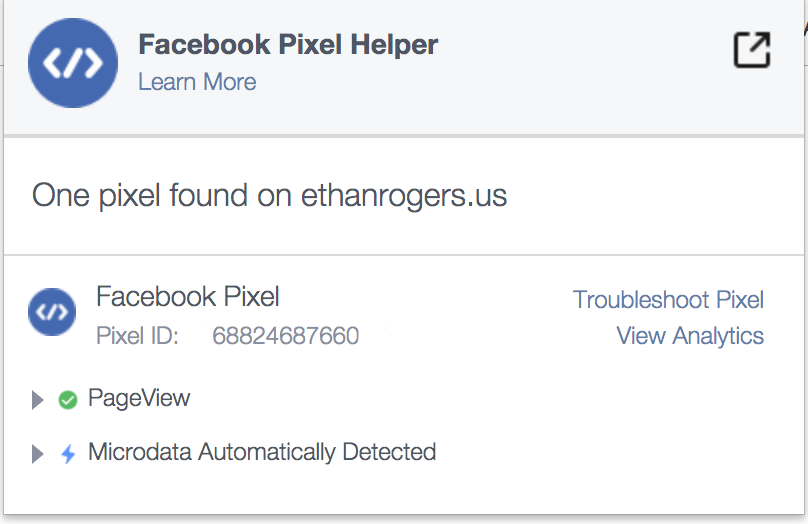 Facebook Pixel Helper
Learn More
One pixel found on ethanrogers.us
Facebook Pixel
Troubleshoot Pixel
Pixel ID: 68824687660
View Analytics
PageView
Microdata Automatically Detected